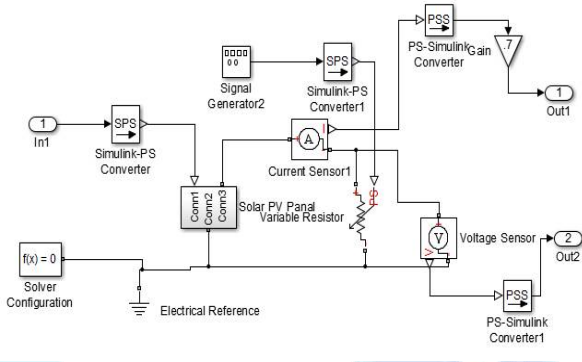 PSS
PS-Simulink
Converter
Gain
.7
1
Out1
Signal
Generator2
SPS
Simulink-PS
Converter1
1
In1
SPS
Simulink-PS
Converter
A
I
Current Sensor1
Conn1
Conn2
Conn3
Solar PV Panal
Variable Resistor
PS
V
V
Voltage Sensor
2
Out2
f(x) = 0
Solver
Configuration
Electrical Reference
PSS
PS-Simulink
Converter1